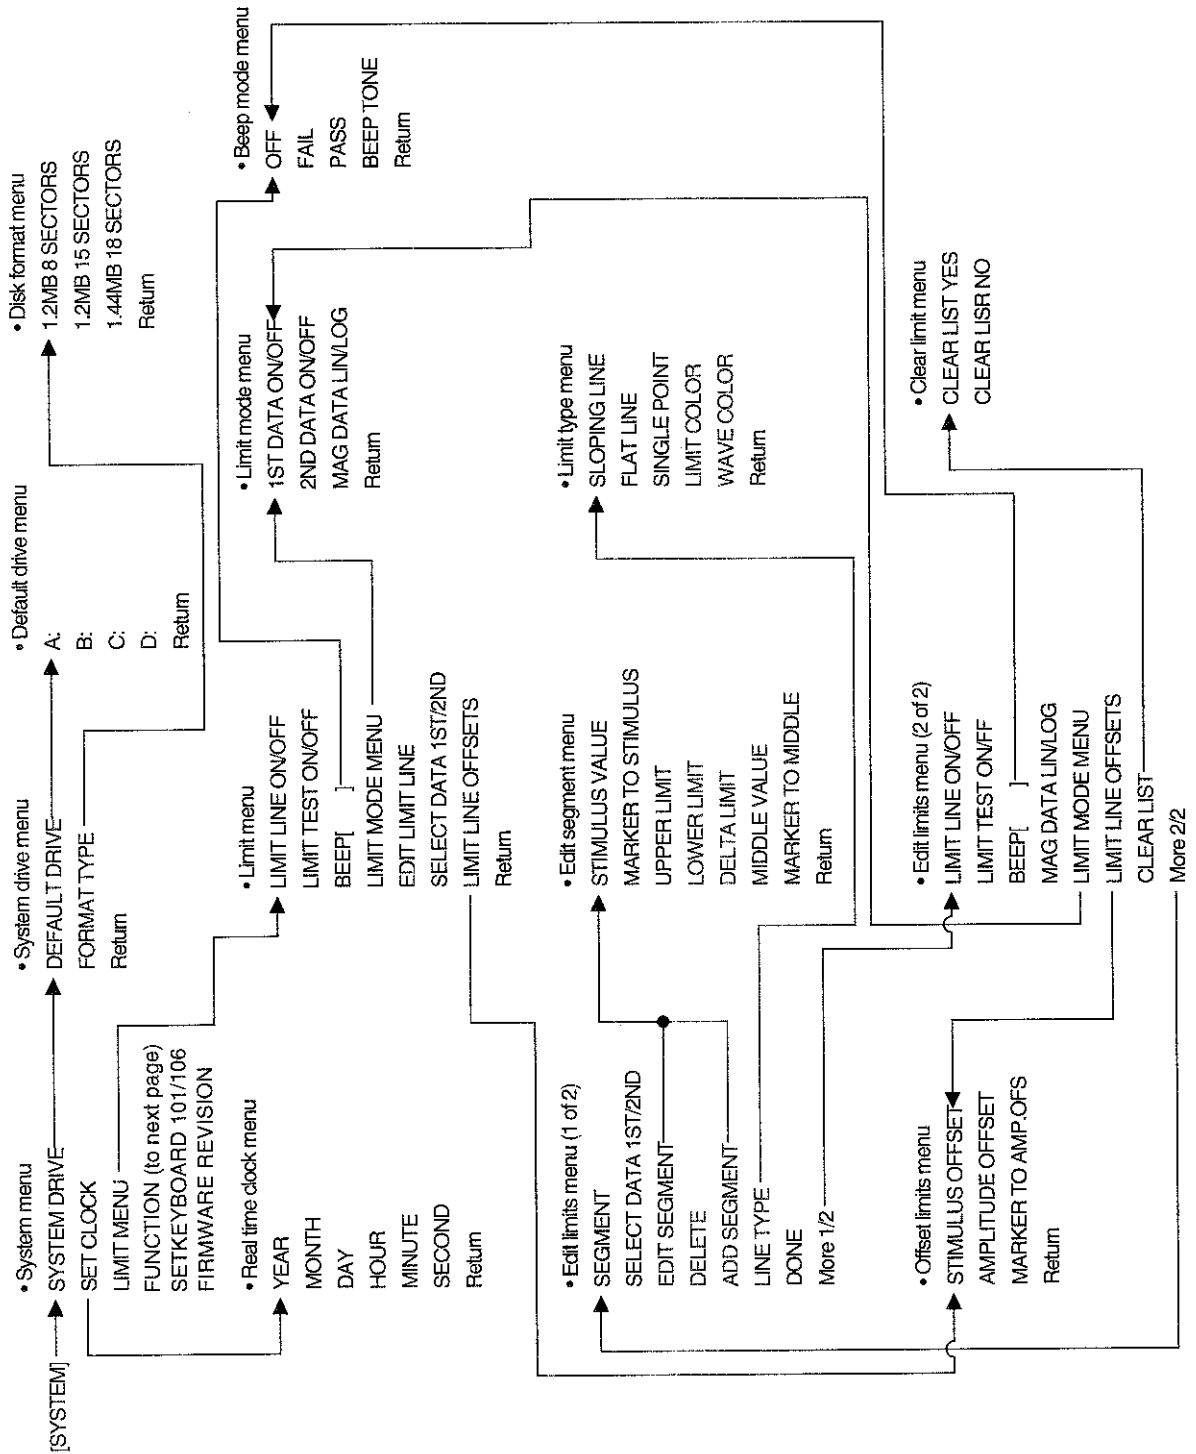 [SYSTEM]
• System menu
SYSTEM DRIVE
SET CLOCK
LIMIT MENU
FUNCTION (to next page)
SETKEYBOARD 101/106
FIRMWARE REVISION
• System drive menu
DEFAULT DRIVE
FORMAT TYPE
Return
• Default drive menu
A:
B:
C:
D:
Return
• Disk format menu
1.2MB 8 SECTORS
1.2MB 15 SECTORS
1.44MB 18 SECTORS
Return
• Real time clock menu
YEAR
MONTH
DAY
HOUR
MINUTE
SECOND
Return
• Limit menu
LIMIT LINE ON/OFF
LIMIT TEST ON/OFF
BEEP[ ]
LIMIT MODE MENU
EDIT LIMIT LINE
SELECT DATA 1ST/2ND
LIMIT LINE OFFSETS
Return
• Limit mode menu
1ST DATA ON/OFF
2ND DATA ON/OFF
MAG DATA LIN/LOG
Return
• Beep mode menu
OFF
FAIL
PASS
BEEP TONE
Return
• Edit limits menu (1 of 2)
SEGMENT
SELECT DATA 1ST/2ND
EDIT SEGMENT
DELETE
ADD SEGMENT
LINE TYPE
DONE
More 1/2
• Edit segment menu
STIMULUS VALUE
MARKER TO STIMULUS
UPPER LIMIT
LOWER LIMIT
DELTA LIMIT
MIDDLE VALUE
MARKER TO MIDDLE
Return
• Limit type menu
SLOPING LINE
FLAT LINE
SINGLE POINT
LIMIT COLOR
WAVE COLOR
Return
• Offset limits menu
STIMULUS OFFSET
AMPLITUDE OFFSET
MARKER TO AMP.OFS
Return
• Edit limits menu (2 of 2)
LIMIT LINE ON/OFF
LIMIT TEST ON/FF
BEEP[ ]
MAG DATA LIN/LOG
LIMIT MODE MENU
LIMIT LINE OFFSETS
CLEAR LIST
More 2/2
• Clear limit menu
CLEAR LIST YES
CLEAR LISR NO